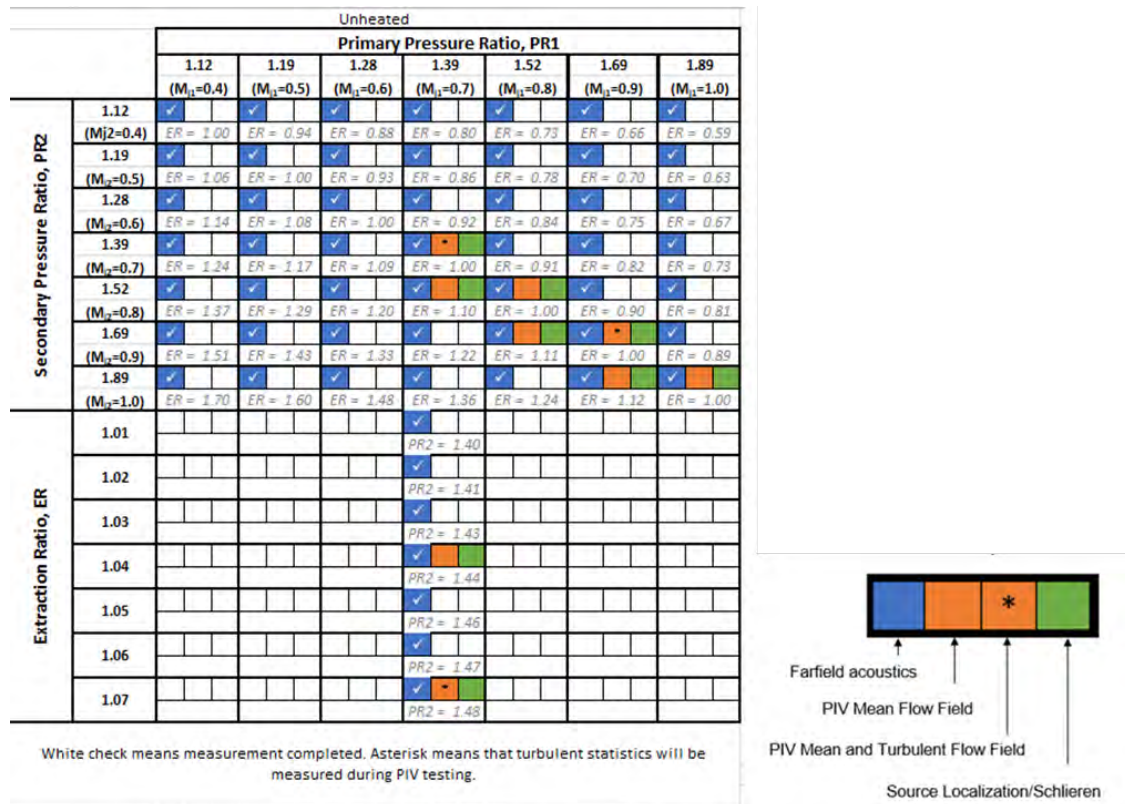 Unheated
Primary Pressure Ratio, PR1
1.12 1.19 1.28 1.39 1.52 1.69 1.89
(Mj1=0.4) (Mj1=0.5) (Mj1=0.6) (Mj1=0.7) (Mj1=0.8) (Mj1=0.9) (Mj1=1.0)
Secondary Pressure Ratio, PR2
1.12 ✓ ✓ ✓ ✓ ✓ ✓ ✓
(Mj2=0.4) ER = 1.00 ER = 0.94 ER = 0.88 ER = 0.80 ER = 0.73 ER = 0.66 ER = 0.59
1.19 ✓ ✓ ✓ ✓ ✓ ✓ ✓
(Mj2=0.5) ER = 1.06 ER = 1.00 ER = 0.93 ER = 0.86 ER = 0.78 ER = 0.70 ER = 0.63
1.28 ✓ ✓ ✓ ✓ ✓ ✓ ✓
(Mj2=0.6) ER = 1.14 ER = 1.08 ER = 1.00 ER = 0.92 ER = 0.84 ER = 0.75 ER = 0.67
1.39 ✓ ✓ ✓ ✓ * ✓ ✓ ✓
(Mj2=0.7) ER = 1.24 ER = 1.17 ER = 1.09 ER = 1.00 ER = 0.91 ER = 0.82 ER = 0.73
1.52 ✓ ✓ ✓ ✓ ✓ ✓ ✓
(Mj2=0.8) ER = 1.37 ER = 1.29 ER = 1.20 ER = 1.10 ER = 1.00 ER = 0.90 ER = 0.81
1.69 ✓ ✓ ✓ ✓ ✓ ✓ * ✓
(Mj2=0.9) ER = 1.51 ER = 1.43 ER = 1.33 ER = 1.22 ER = 1.11 ER = 1.00 ER = 0.89
1.89 ✓ ✓ ✓ ✓ ✓ ✓ ✓
(Mj2=1.0) ER = 1.70 ER = 1.60 ER = 1.48 ER = 1.36 ER = 1.24 ER = 1.12 ER = 1.00
Extraction Ratio, ER
1.01 ✓
PR2 = 1.40
1.02 ✓
PR2 = 1.41
1.03 ✓
PR2 = 1.43
1.04 ✓
PR2 = 1.44
1.05 ✓
PR2 = 1.46
1.06 ✓
PR2 = 1.47
1.07 ✓ *
PR2 = 1.48
White check means measurement completed. Asterisk means that turbulent statistics will be
measured during PIV testing.
*
Farfield acoustics
PIV Mean Flow Field
PIV Mean and Turbulent Flow Field
Source Localization/Schlieren